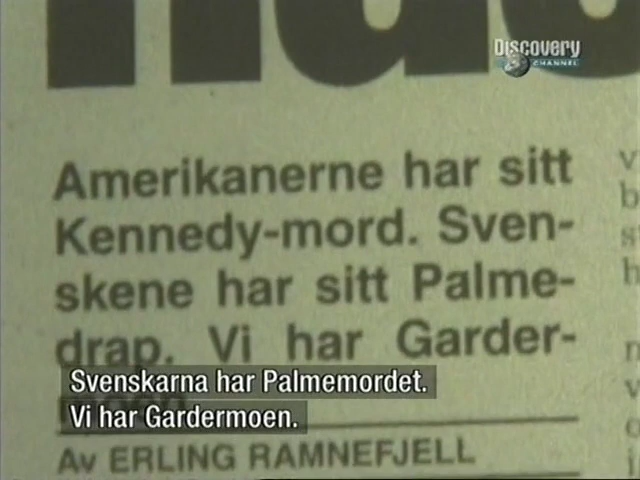 Discovery
CHANNEL
Amerikanerne har sitt
Kennedy-mord. Sven-
skene har sitt Palme-
drap. Vi har Garder-
Svenskarna har Palmemordet.
Vi har Gardermoen.
Av ERLING RAMNEFJELL